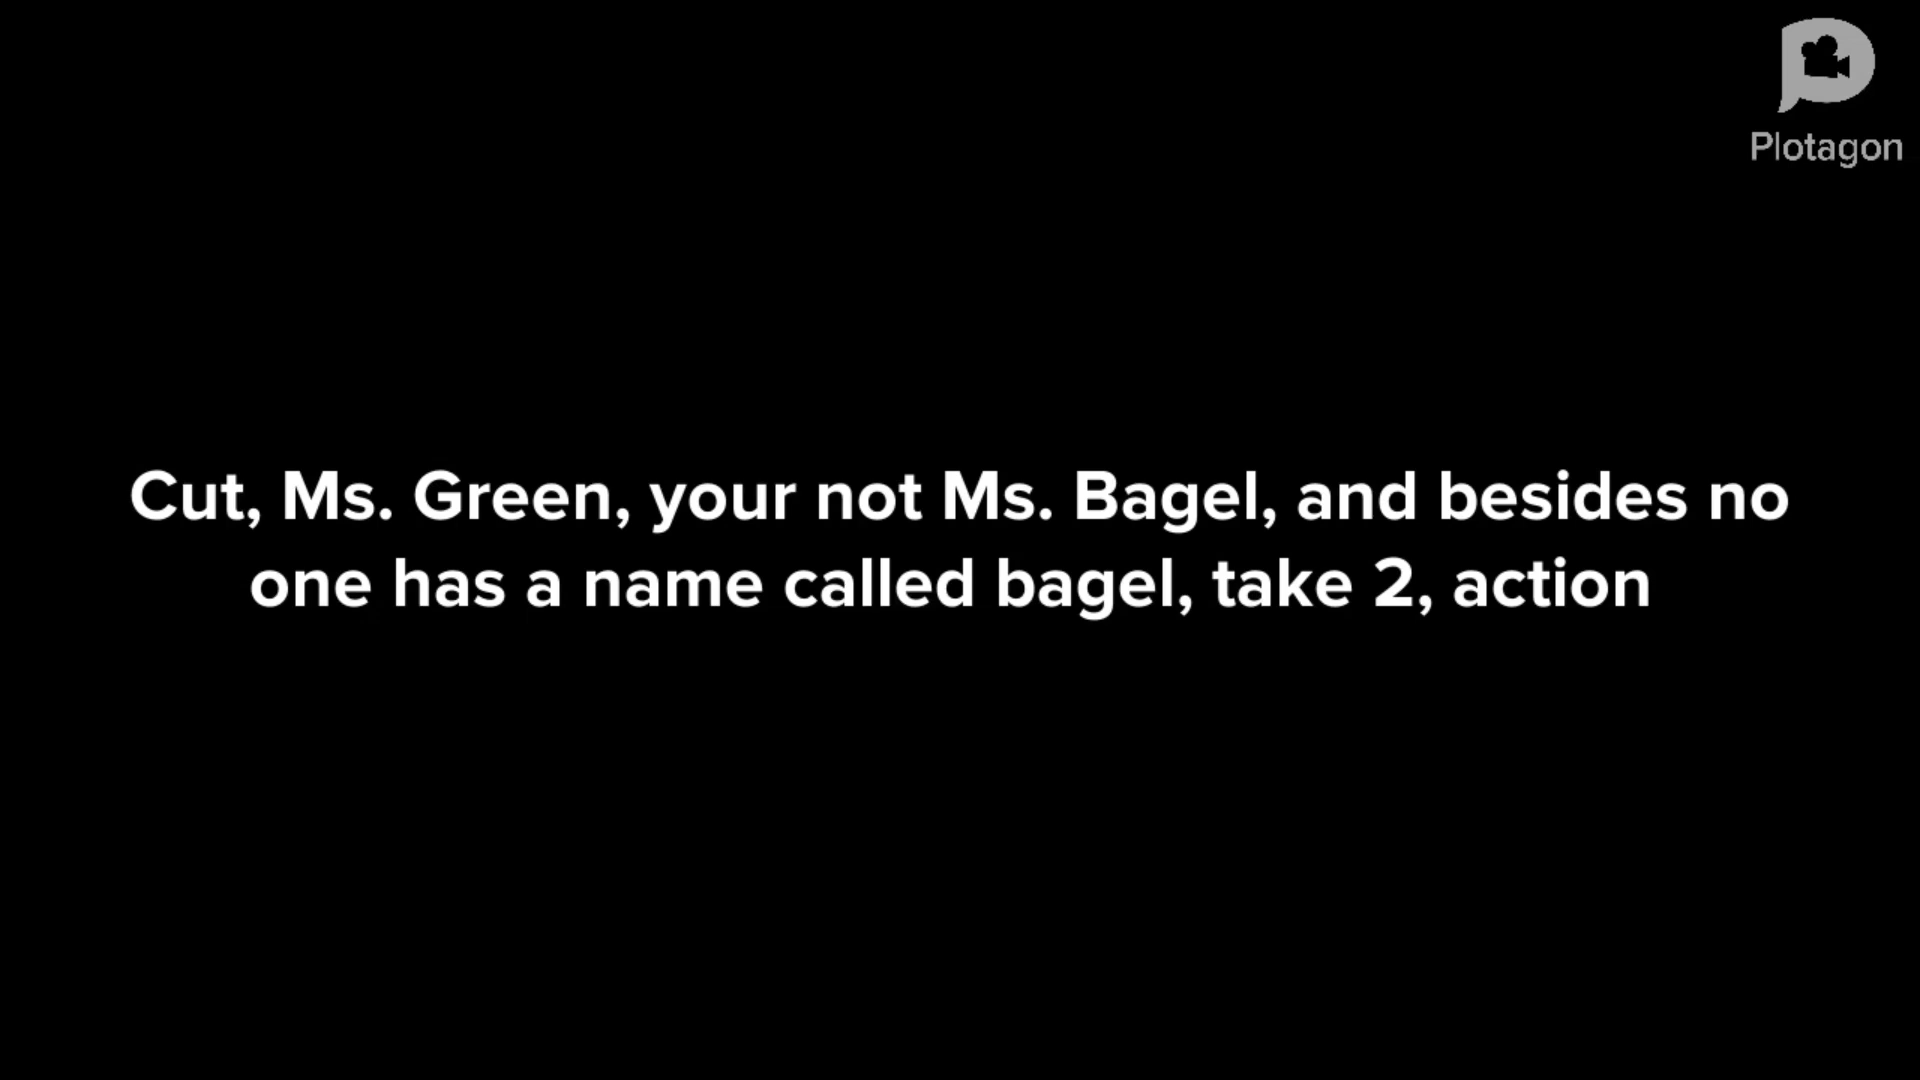 Plotagon
Cut, Ms. Green, your not Ms. Bagel, and besides no
one has a name called bagel, take 2, action